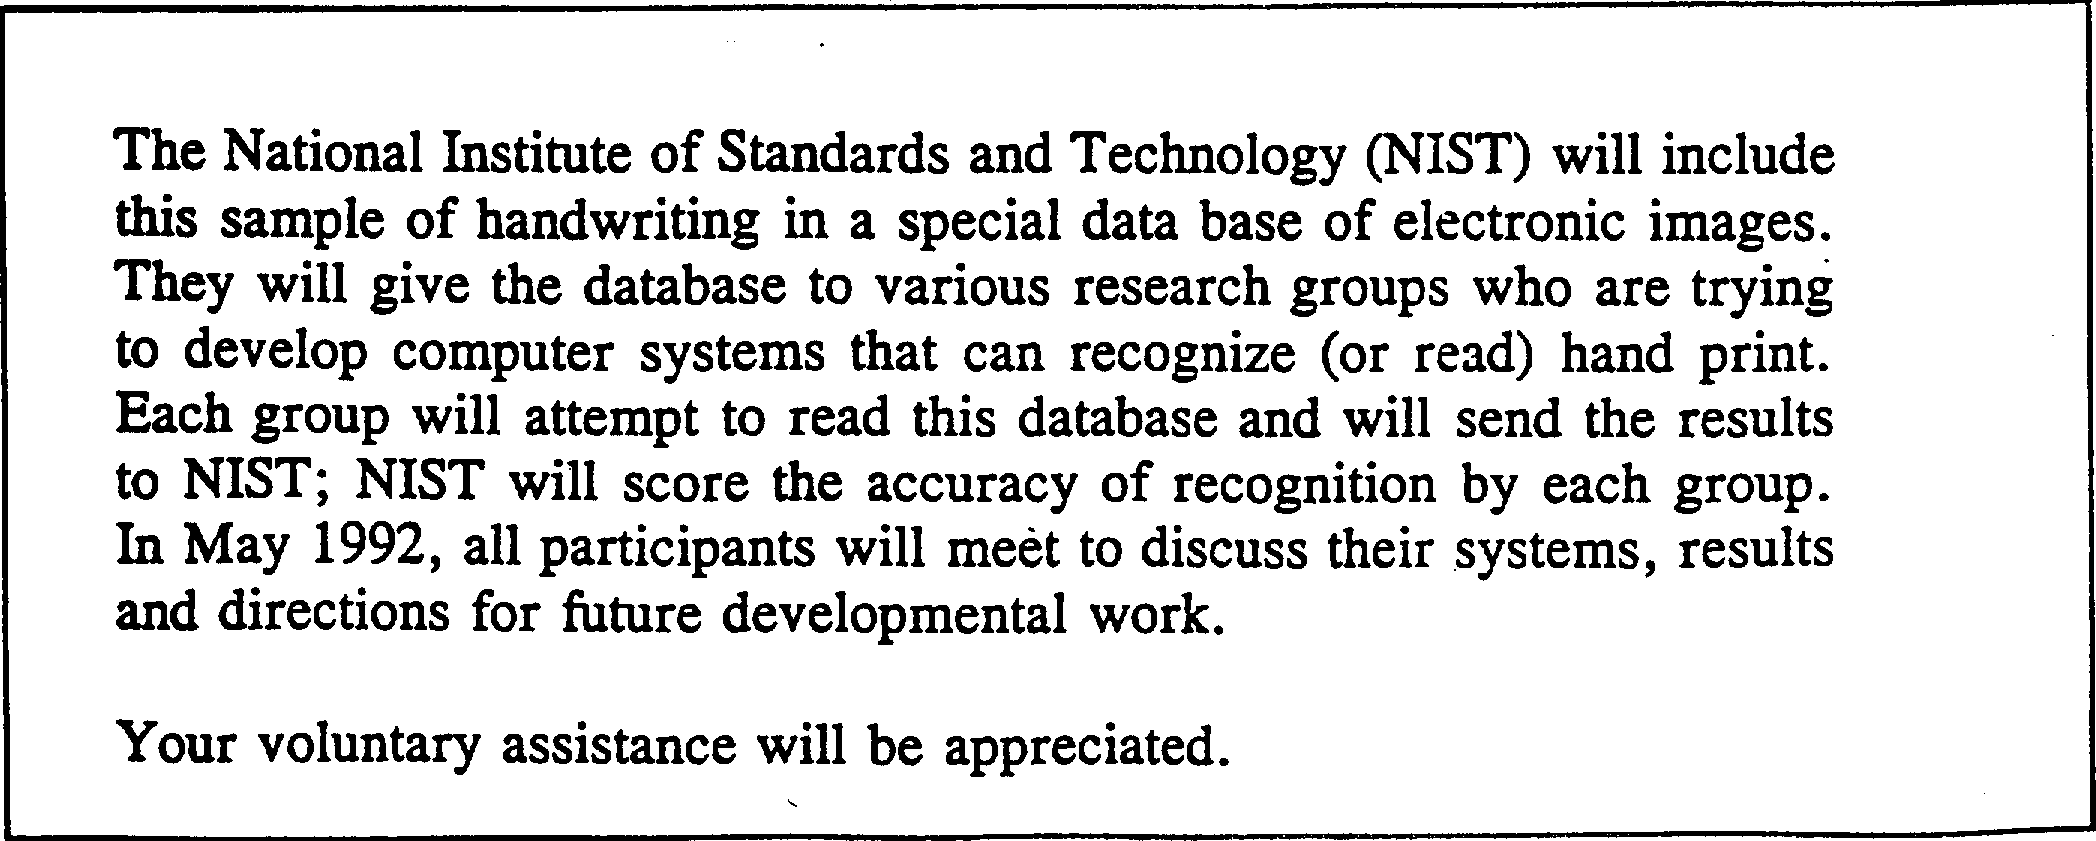 The National Institute of Standards and Technology (NIST) will include
this sample of handwriting in a special data base of electronic images.
They will give the database to various research groups who are trying
to develop computer systems that can recognize (or read) hand print.
Each group will attempt to read this database and will send the results
to NIST; NIST will score the accuracy of recognition by each group.
In May 1992, all participants will meet to discuss their systems, results
and directions for future developmental work.
Your voluntary assistance will be appreciated.